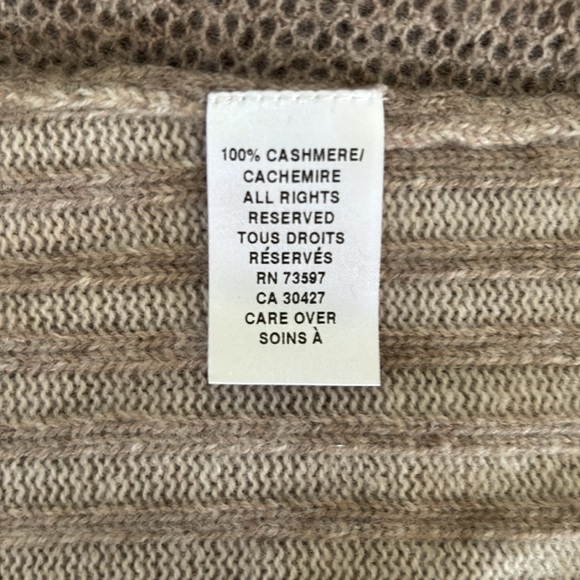 100% CASHMERE/
CACHEMIRE
ALL RIGHTS
RESERVED
TOUS DROITS
RÉSERVÉS
RN 73597
CA 30427
CARE OVER
SOINS À